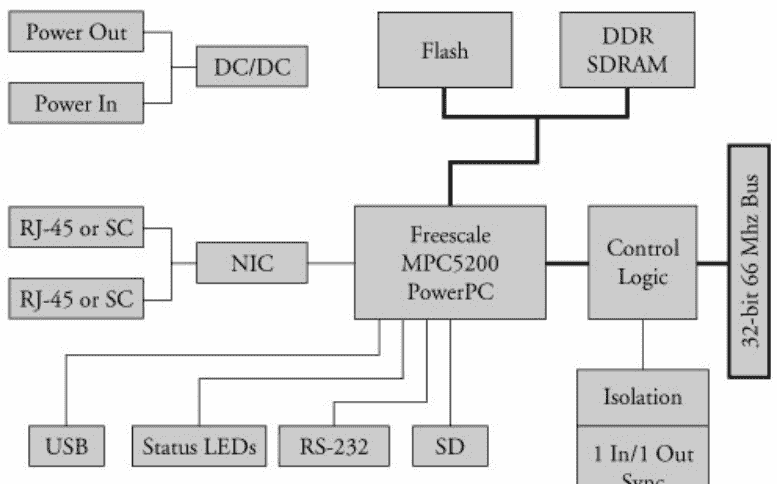 Power Out
Power In
DC/DC
Flash
DDR
SDRAM
RJ-45 or SC
RJ-45 or SC
NIC
Freescale
MPC5200
PowerPC
Control
Logic
32-bit 66 Mhz Bus
Isolation
1 In/1 Out
Sync
USB
Status LEDs
RS-232
SD